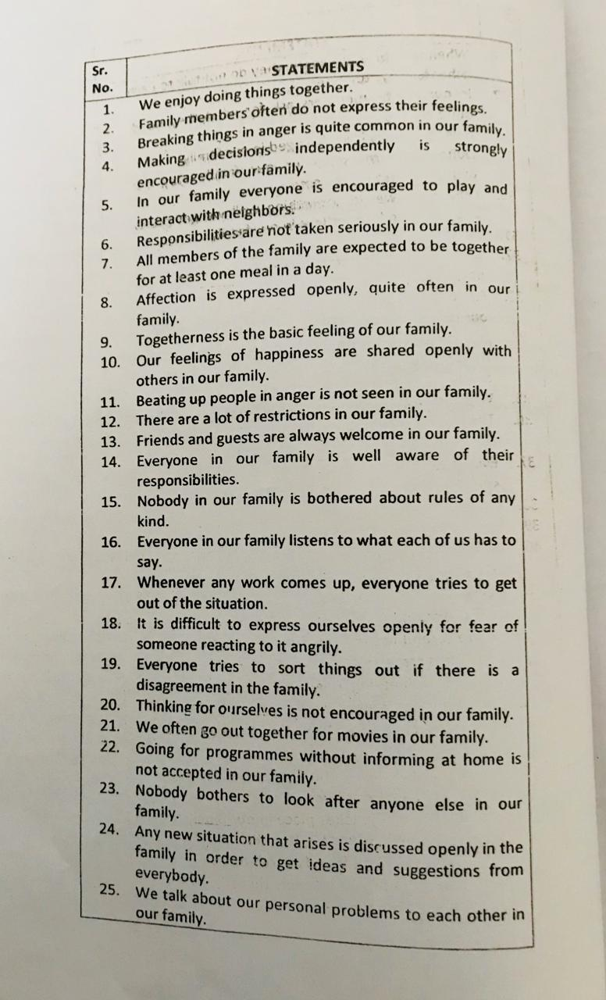 Sr. STATEMENTS
No.
1. We enjoy doing things together.
2. Family members often do not express their feelings.
3. Breaking things in anger is quite common in our family.
4. Making decisions independently is strongly
encouraged in our family.
5. In our family everyone is encouraged to play and
interact with neighbors.
6. Responsibilities are not taken seriously in our family.
7. All members of the family are expected to be together
for at least one meal in a day.
8. Affection is expressed openly, quite often in our
family.
9. Togetherness is the basic feeling of our family.
10. Our feelings of happiness are shared openly with
others in our family.
11. Beating up people in anger is not seen in our family.
12. There are a lot of restrictions in our family.
13. Friends and guests are always welcome in our family.
14. Everyone in our family is well aware of their
responsibilities.
15. Nobody in our family is bothered about rules of any
kind.
16. Everyone in our family listens to what each of us has to
say.
17. Whenever any work comes up, everyone tries to get
out of the situation.
18. It is difficult to express ourselves openly for fear of
someone reacting to it angrily.
19. Everyone tries to sort things out if there is a
disagreement in the family.
20. Thinking for ourselves is not encouraged in our family.
21. We often go out together for movies in our family.
22. Going for programmes without informing at home is
not accepted in our family.
23. Nobody bothers to look after anyone else in our
family.
24. Any new situation that arises is discussed openly in the
family in order to get ideas and suggestions from
everybody.
25. We talk about our personal problems to each other in
our family.